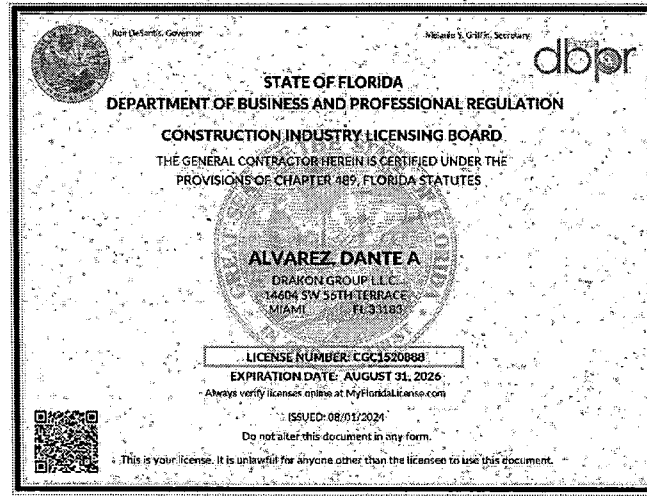 Ron DeSantis, Governor
Melanie S. Griffin, Secretary
dbpr
STATE OF FLORIDA
DEPARTMENT OF BUSINESS AND PROFESSIONAL REGULATION
CONSTRUCTION INDUSTRY LICENSING BOARD
THE GENERAL CONTRACTOR HEREIN IS CERTIFIED UNDER THE
PROVISIONS OF CHAPTER 489, FLORIDA STATUTES
ALVAREZ, DANTE A
DRAKON GROUP L.L.C.
14604 SW 56TH TERRACE
MIAMI FL 33183
LICENSE NUMBER: CGC1520888
EXPIRATION DATE: AUGUST 31, 2026
Always verify licenses online at MyFloridaLicense.com
ISSUED: 08/01/2024
Do not alter this document in any form.
This is your license. It is unlawful for anyone other than the licensee to use this document.